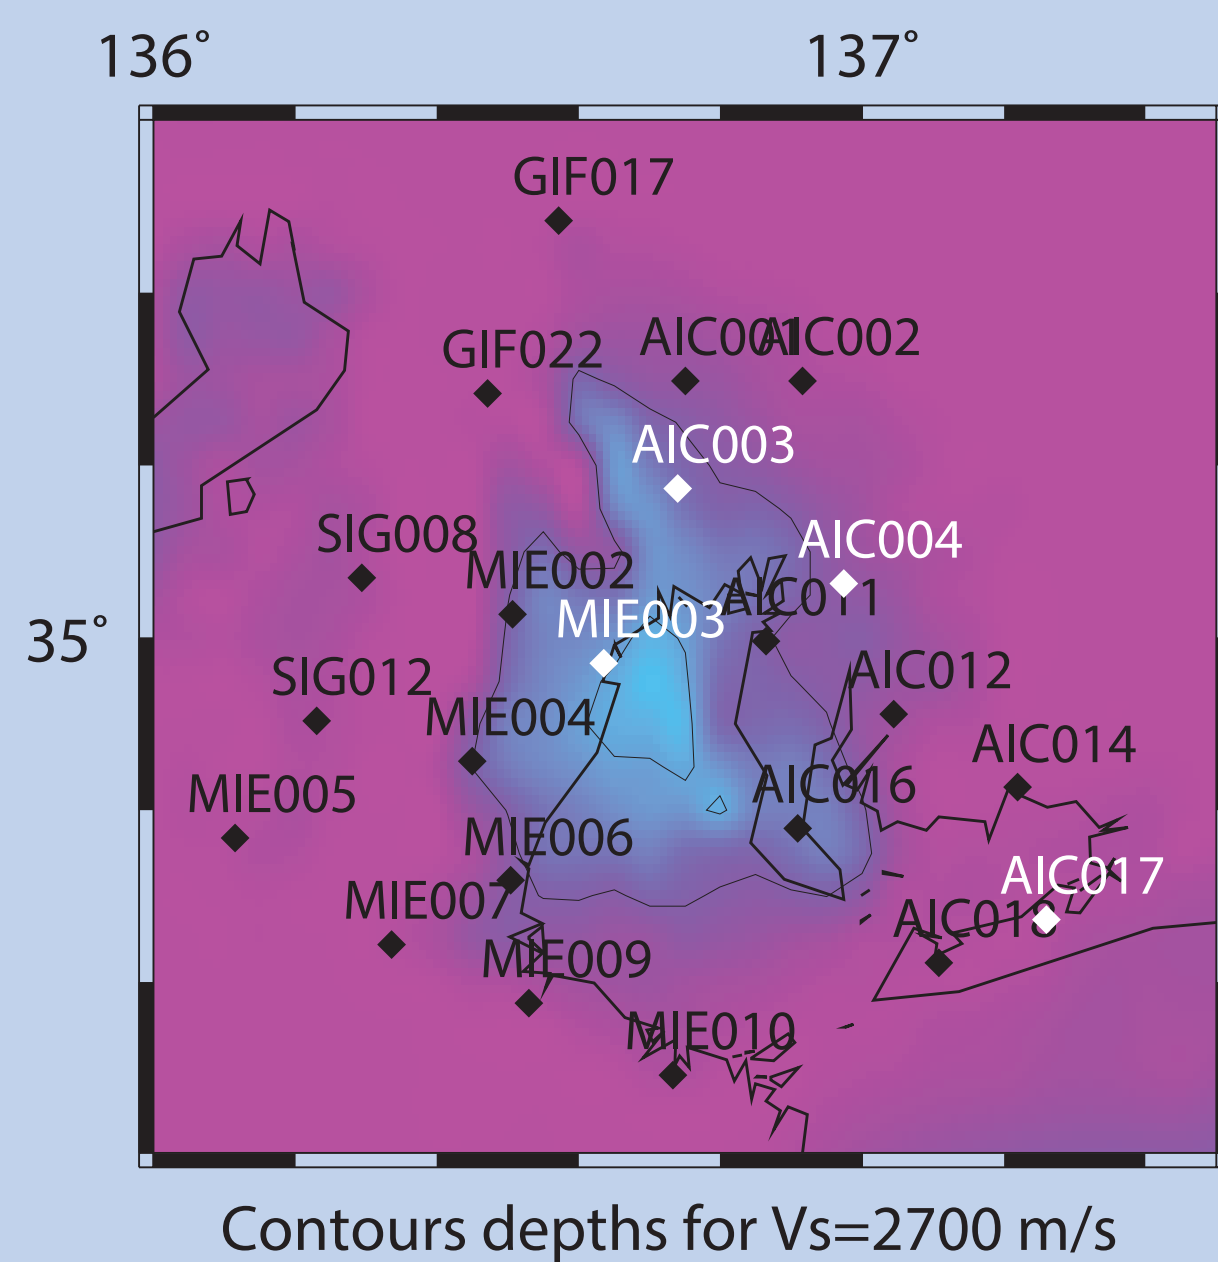 136°
137°
GIF017
AIC001
AIC002
GIF022
AIC003
SIG008
AIC004
MIE002
AIC011
MIE003
35°
SIG012
AIC012
MIE004
AIC014
MIE005
AIC016
MIE006
AIC017
MIE007
AIC018
MIE009
MIE010
Contours depths for Vs=2700 m/s